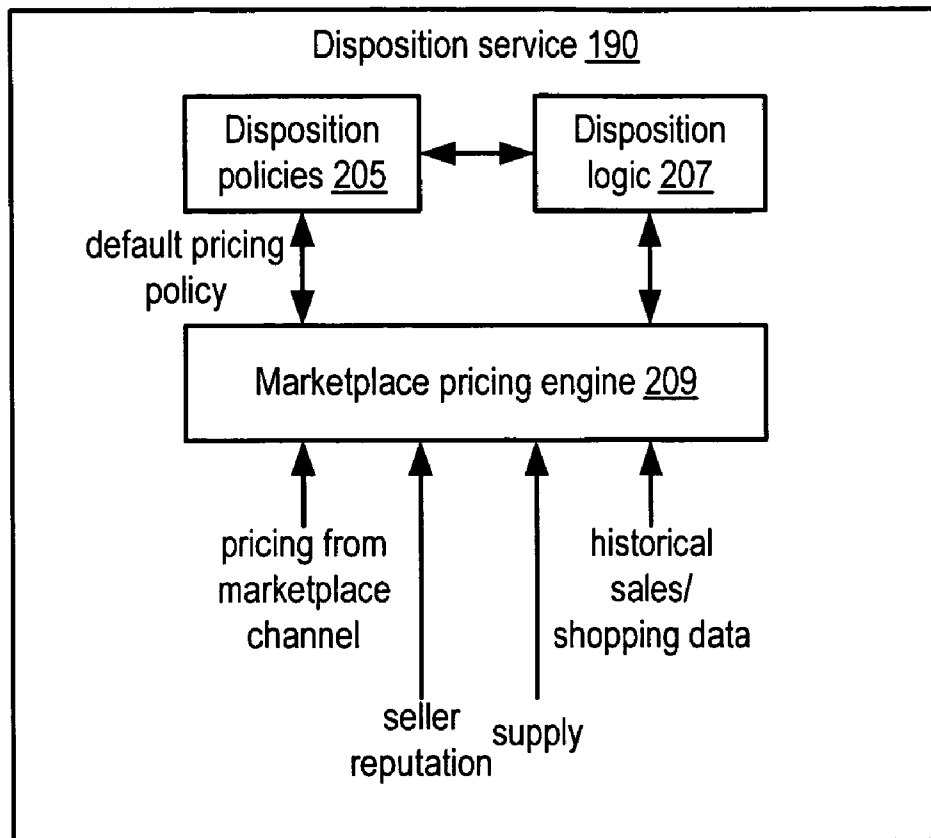 Disposition service 190
Disposition
policies 205
Disposition
logic 207
default pricing
policy
Marketplace pricing engine 209
pricing from
marketplace
channel
historical
sales/
shopping data
seller
reputation
supply